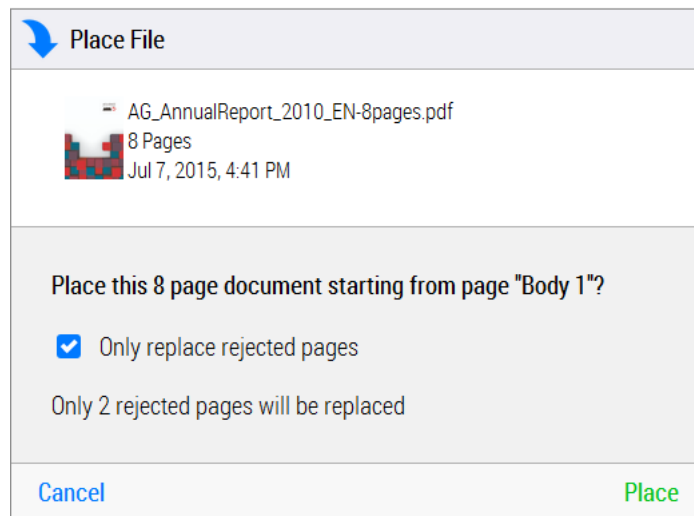 Place File
AG_AnnualReport_2010_EN-8pages.pdf
8 Pages
Jul 7, 2015, 4:41 PM
Place this 8 page document starting from page "Body 1"?
Only replace rejected pages
Only 2 rejected pages will be replaced
Cancel
Place